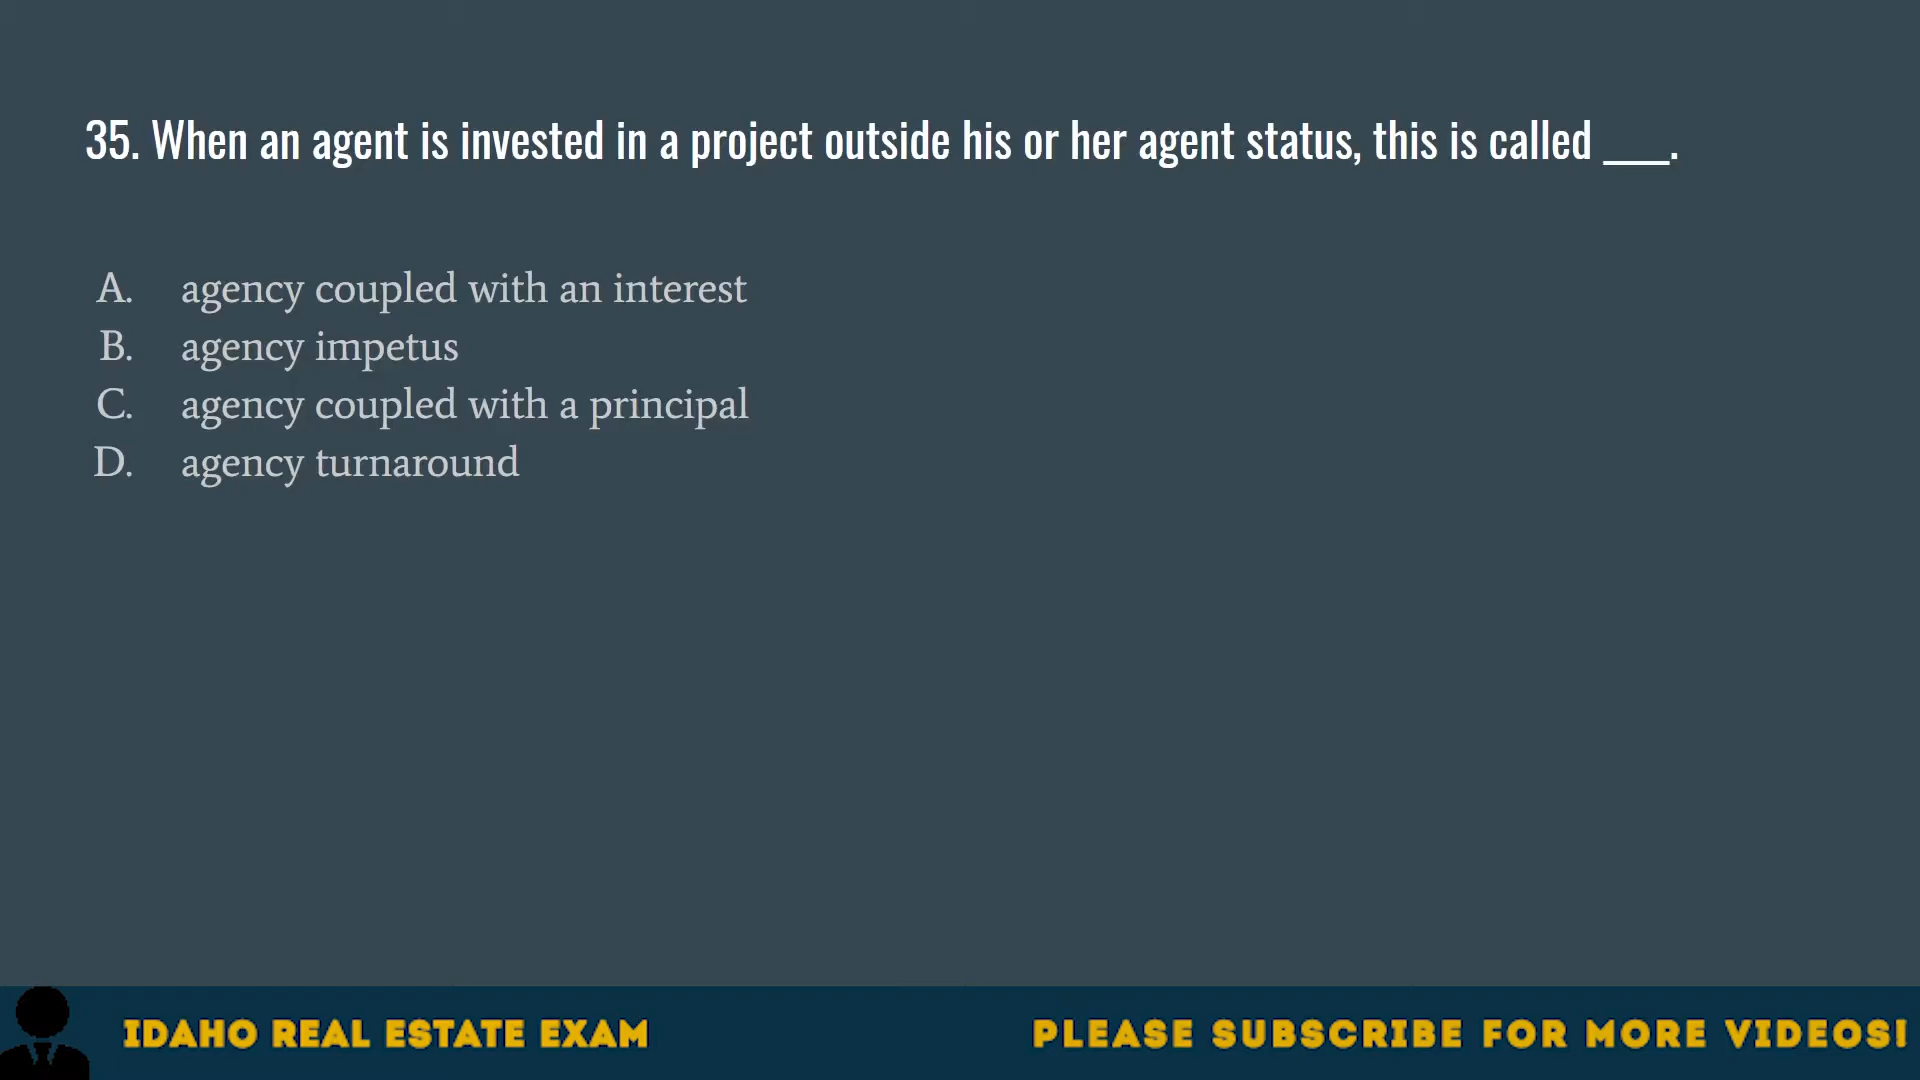 35. When an agent is invested in a project outside his or her agent status, this is called ____.
A. agency coupled with an interest
B. agency impetus
C. agency coupled with a principal
D. agency turnaround
IDAHO REAL ESTATE EXAM
PLEASE SUBSCRIBE FOR MORE VIDEOS!